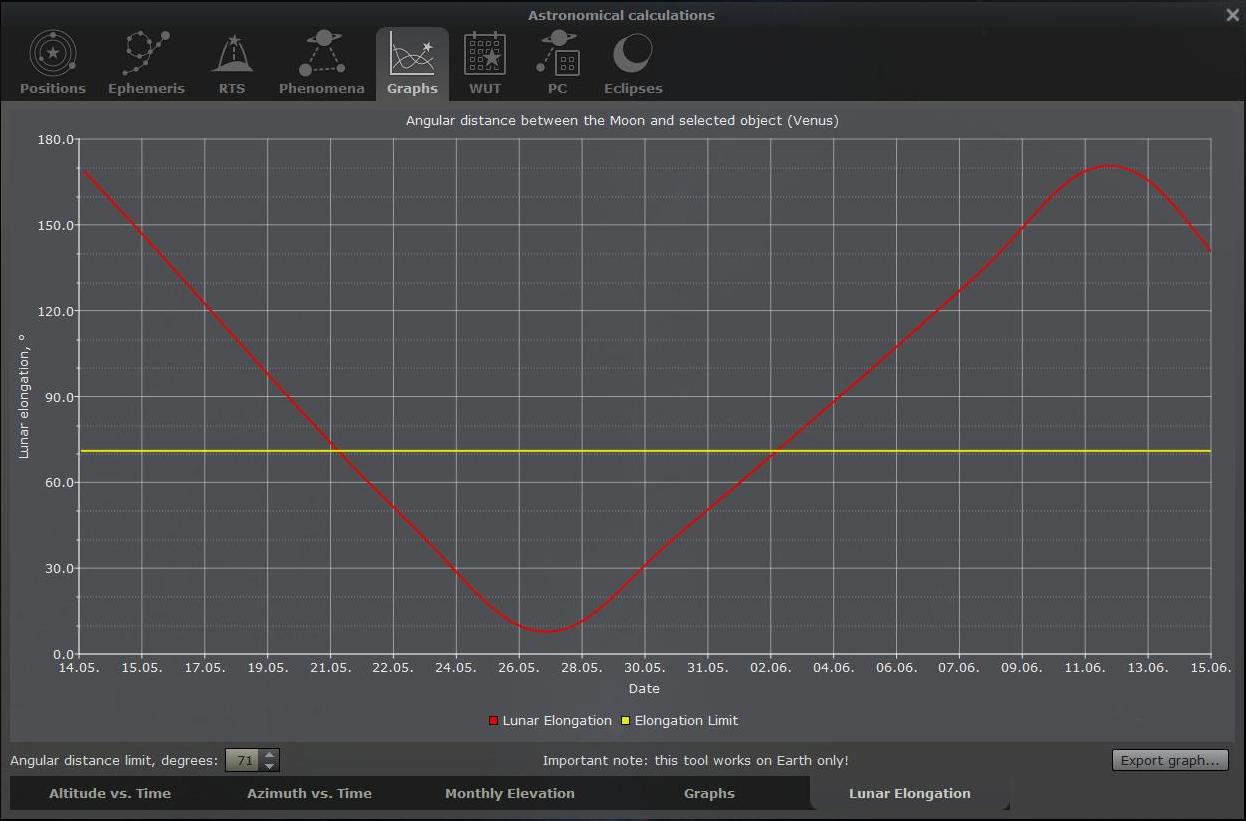 Astronomical calculations
Positions Ephemeris RTS Phenomena Graphs WUT PC Eclipses
Angular distance between the Moon and selected object (Venus)
180.0
150.0
120.0
90.0
60.0
30.0
0.0
Lunar elongation, °
14.05. 15.05. 17.05. 19.05. 21.05. 22.05. 24.05. 26.05. 28.05. 30.05. 31.05. 02.06. 04.06. 06.06. 07.06. 09.06. 11.06. 13.06. 15.06.
Date
Lunar Elongation Elongation Limit
Angular distance limit, degrees: 71 Important note: this tool works on Earth only! Export graph...
Altitude vs. Time Azimuth vs. Time Monthly Elevation Graphs Lunar Elongation